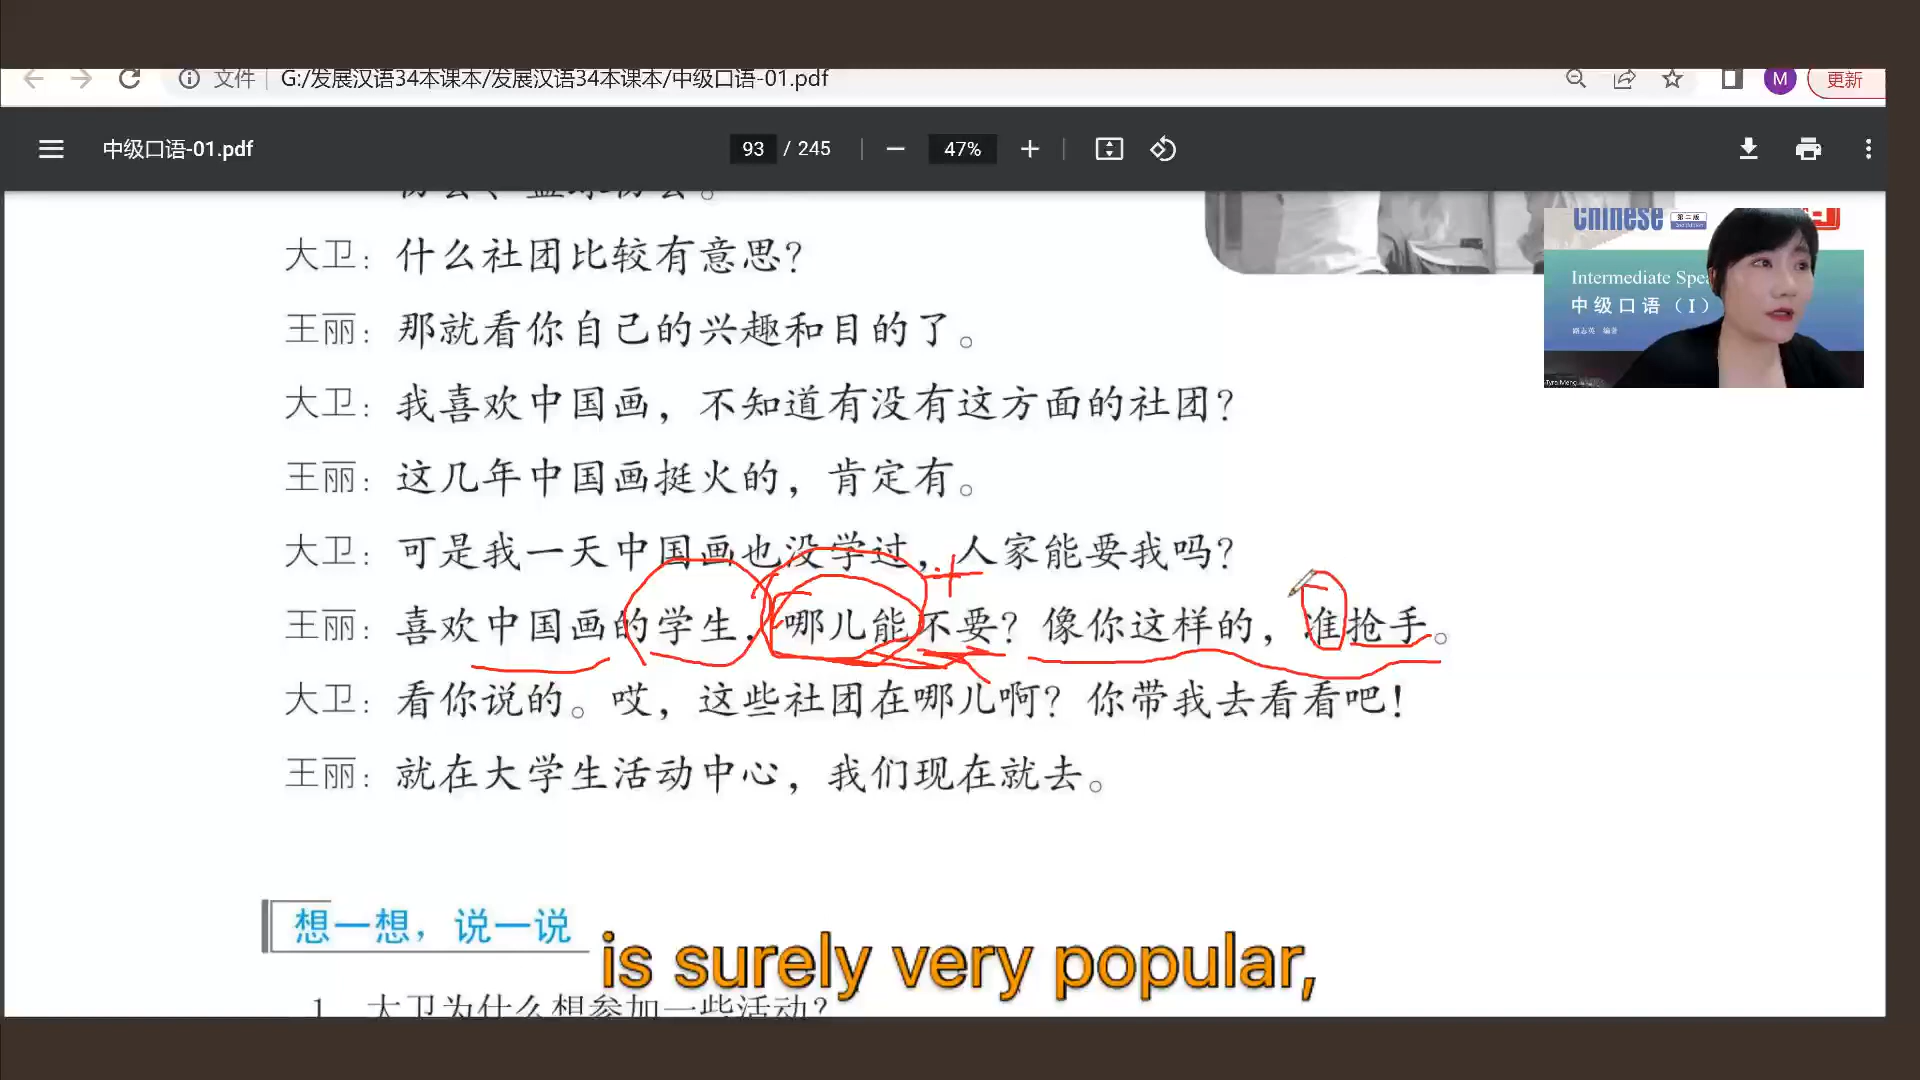 文件 G:/发展汉语34本课本/发展汉语34本课本/中级口语-01.pdf M 更新
中级口语-01.pdf 93 / 245 47%
Chinese 第二版
大卫：什么社团比较有意思？
Intermediate Spea
中级口语（I）
王丽：那就看你自己的兴趣和目的了。
大卫：我喜欢中国画，不知道有没有这方面的社团？
王丽：这几年中国画挺火的，肯定有。
大卫：可是我一天中国画也没学过，人家能要我吗？
王丽：喜欢中国画的学生，哪儿能不要？像你这样的，准抢手。
大卫：看你说的。哎，这些社团在哪儿啊？你带我去看看吧！
王丽：就在大学生活动中心，我们现在就去。
想一想，说一说
is surely very popular,
1 大卫为什么想参加一些活动？